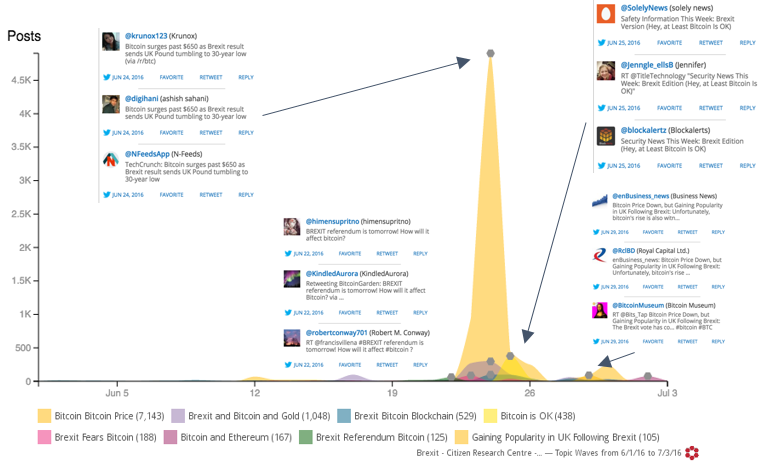 Posts
4.5K
4K
3.5K
3K
2.5K
2K
1.5K
1K
500
0
Jun 5
12
19
26
Jul 3
@krunox123 (Krunox)
Bitcoin surges past $650 as Brexit result
sends UK Pound tumbling to 30-year low
(via /r/btc)
JUN 24, 2016 FAVORITE RETWEET REPLY
@digihani (ashish sahani)
Bitcoin surges past $650 as Brexit result
sends UK Pound tumbling to 30-year low
JUN 24, 2016 FAVORITE RETWEET REPLY
@NFeedsApp (N-Feeds)
TechCrunch: Bitcoin surges past $650 as
Brexit result sends UK Pound tumbling to
30-year low
JUN 24, 2016 FAVORITE RETWEET REPLY
@himensupritno (himensupritno)
BREXIT referendum is tomorrow! How will it
affect bitcoin?
JUN 22, 2016 FAVORITE RETWEET REPLY
@KindledAurora (KindledAurora)
Retweeting BitcoinGarden: BREXIT
referendum is tomorrow! How will it affect
Bitcoin? via ...
JUN 22, 2016 FAVORITE RETWEET REPLY
@robertconway701 (Robert M. Conway)
RT @francisvillena #BREXIT referendum is
tomorrow! How will it affect #bitcoin ?
JUN 22, 2016 FAVORITE RETWEET REPLY
@SolelyNews (solely news)
Safety Information This Week: Brexit
Version (Hey, at Least Bitcoin Is OK)
JUN 25, 2016 FAVORITE RETWEET REPLY
@Jenngle_ellsB (Jennifer)
RT @TitleTechnology "Security News This
Week: Brexit Edition (Hey, at Least Bitcoin Is
OK)"
JUN 25, 2016 FAVORITE RETWEET REPLY
@blockalertz (Blockalerts)
Security News This Week: Brexit Edition
(Hey, at Least Bitcoin Is OK)
JUN 25, 2016 FAVORITE RETWEET REPLY
@enBusiness_news (Business News)
Bitcoin Price Down, but Gaining Popularity
in UK Following Brexit: Unfortunately,
bitcoin's rise is also witn...
JUN 29, 2016 FAVORITE RETWEET REPLY
@RclBD (Royal Capital Ltd.)
enBusiness_news: Bitcoin Price Down, but
Gaining Popularity in UK Following Brexit:
Unfortunately, bitcoin's rise ...
JUN 29, 2016 FAVORITE RETWEET REPLY
@BitcoinMuseum (Bitcoin Museum)
RT @Bits_Tap Bitcoin Price Down, but
Gaining Popularity in UK Following Brexit:
The Brexit vote has co... #bitcoin #BTC
JUN 29, 2016 FAVORITE RETWEET REPLY
Bitcoin Bitcoin Price (7,143) Brexit and Bitcoin and Gold (1,048) Brexit Bitcoin Blockchain (529) Bitcoin is OK (438)
Brexit Fears Bitcoin (188) Bitcoin and Ethereum (167) Brexit Referendum Bitcoin (125) Gaining Popularity in UK Following Brexit (105)
Brexit - Citizen Research Centre -... — Topic Waves from 6/1/16 to 7/3/16